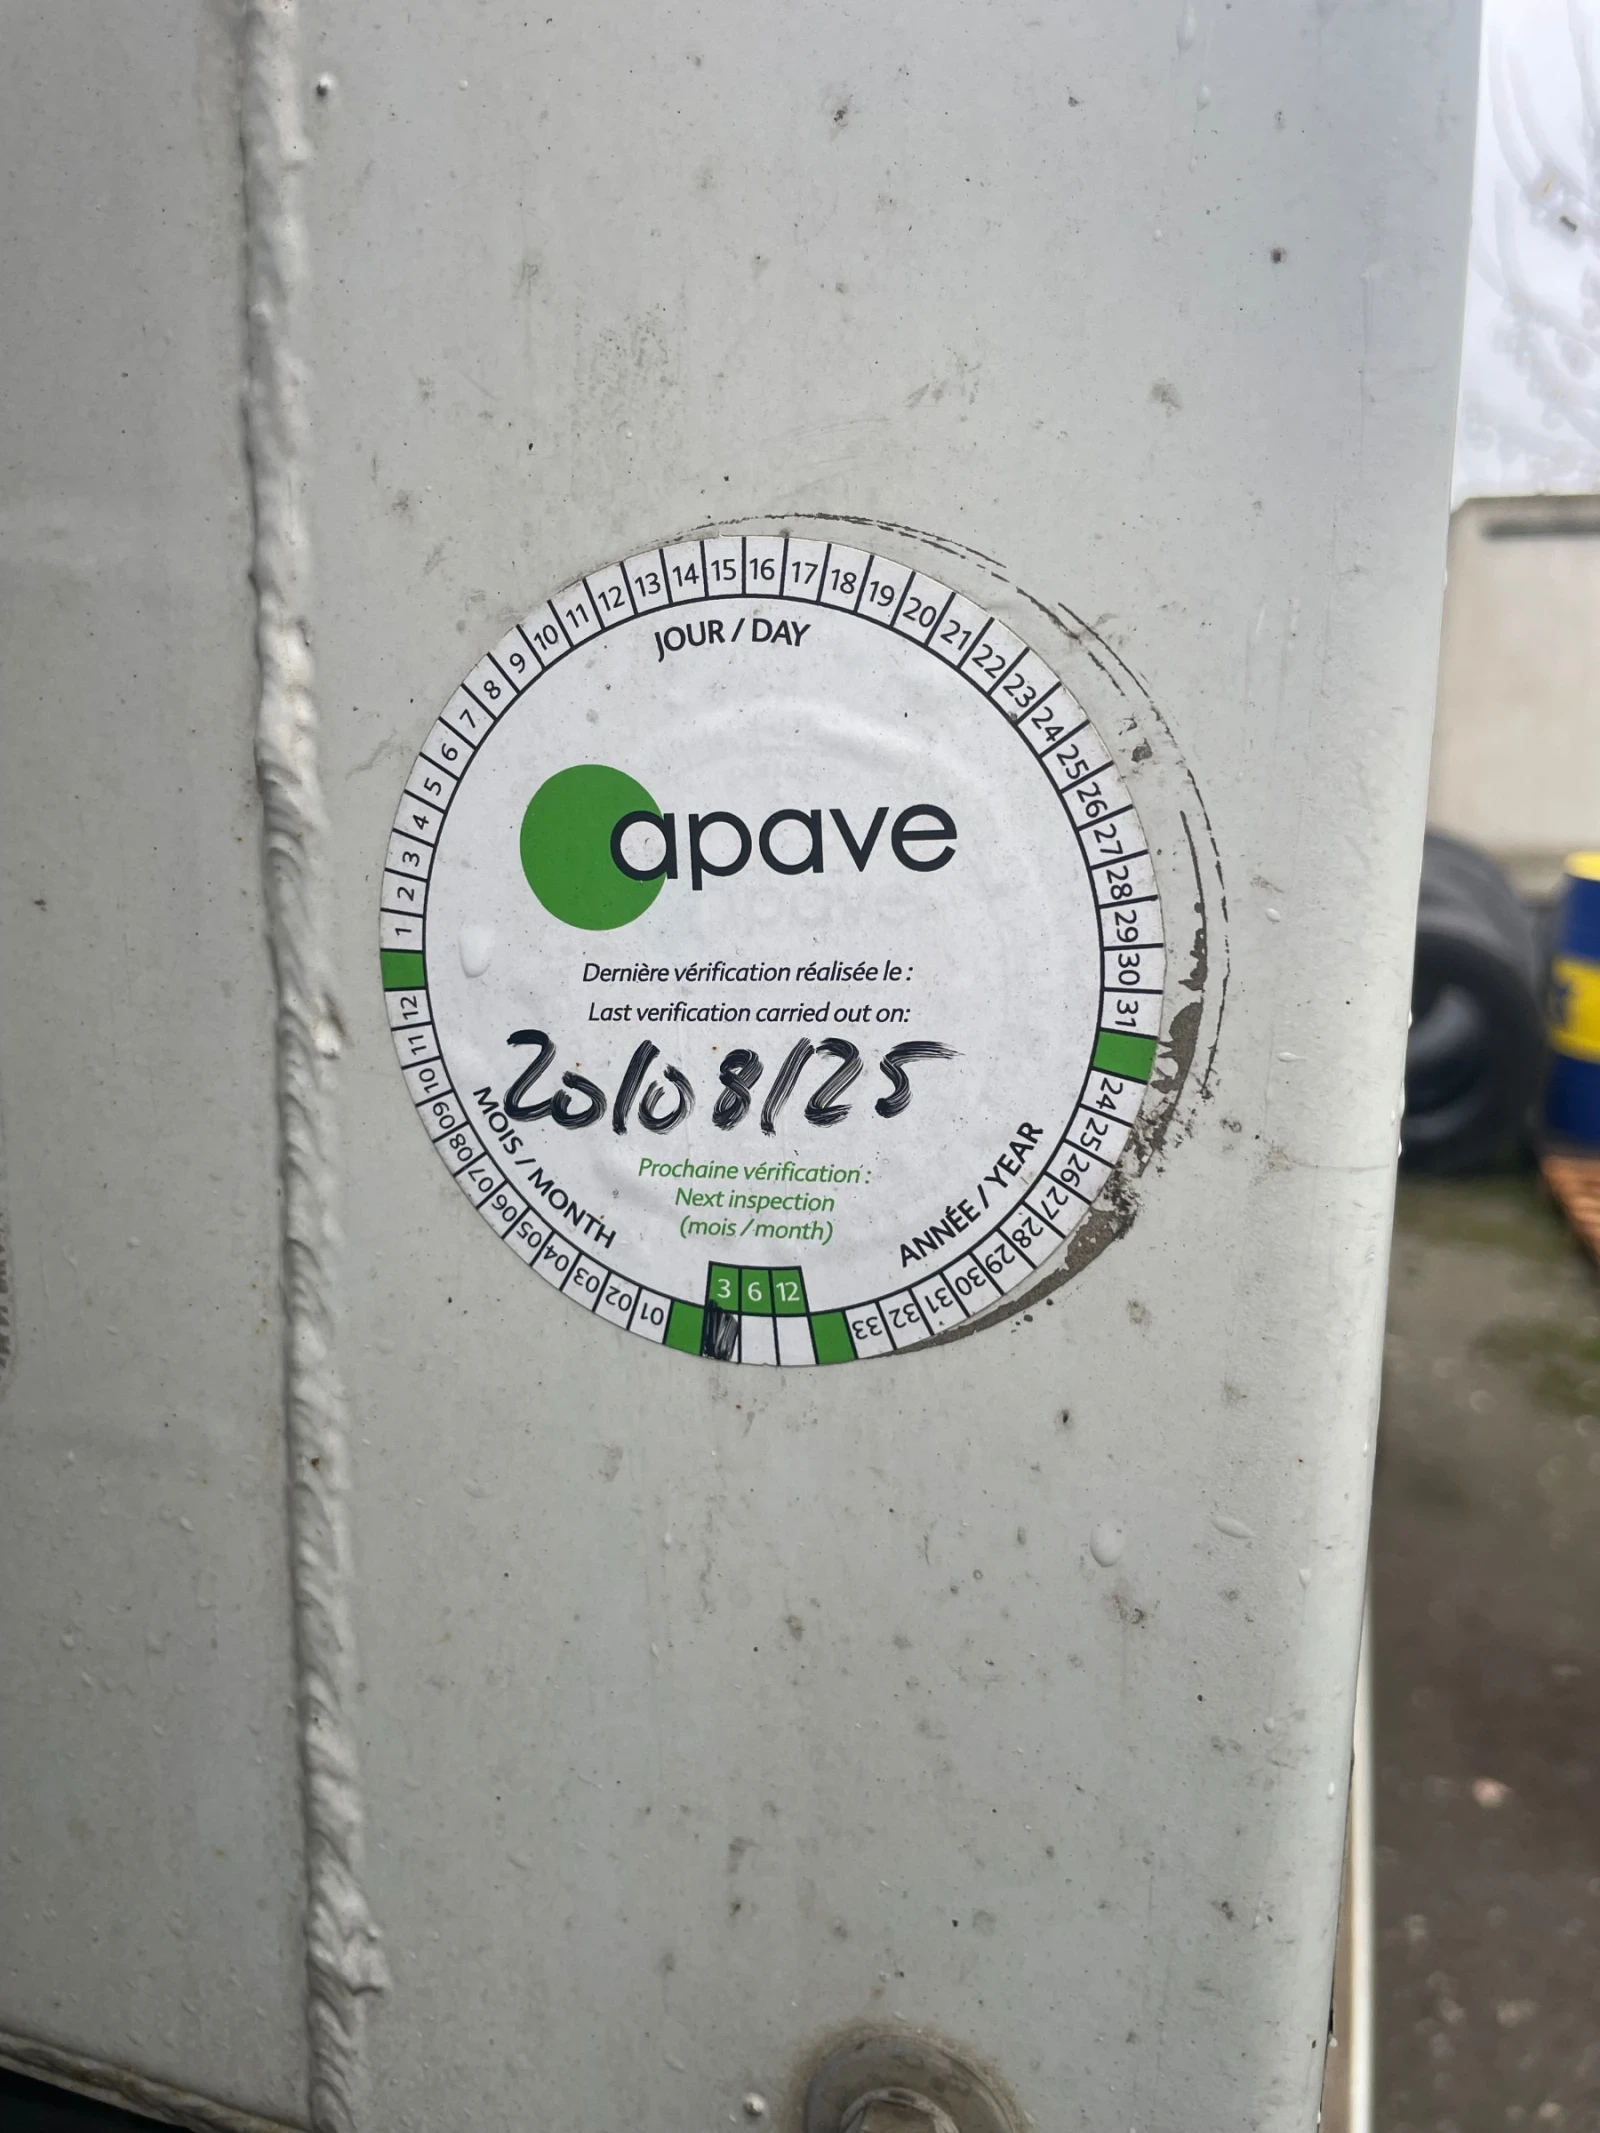 1 2 3 4 5 6 7 8 9 10 11 12 13 14 15 16 17 18 19 20 21 22 23 24 25 26 27 28 29 30 31
JOUR / DAY
apave
Dernière vérification réalisée le :
Last verification carried out on:
20/08/25
Prochaine vérification :
Next inspection
(mois / month)
3 6 12
MOIS / MONTH
12 11 10 09 08 07 06 05 04 03 02 01
ANNÉE / YEAR
24 25 26 27 28 29 30 31 32 33